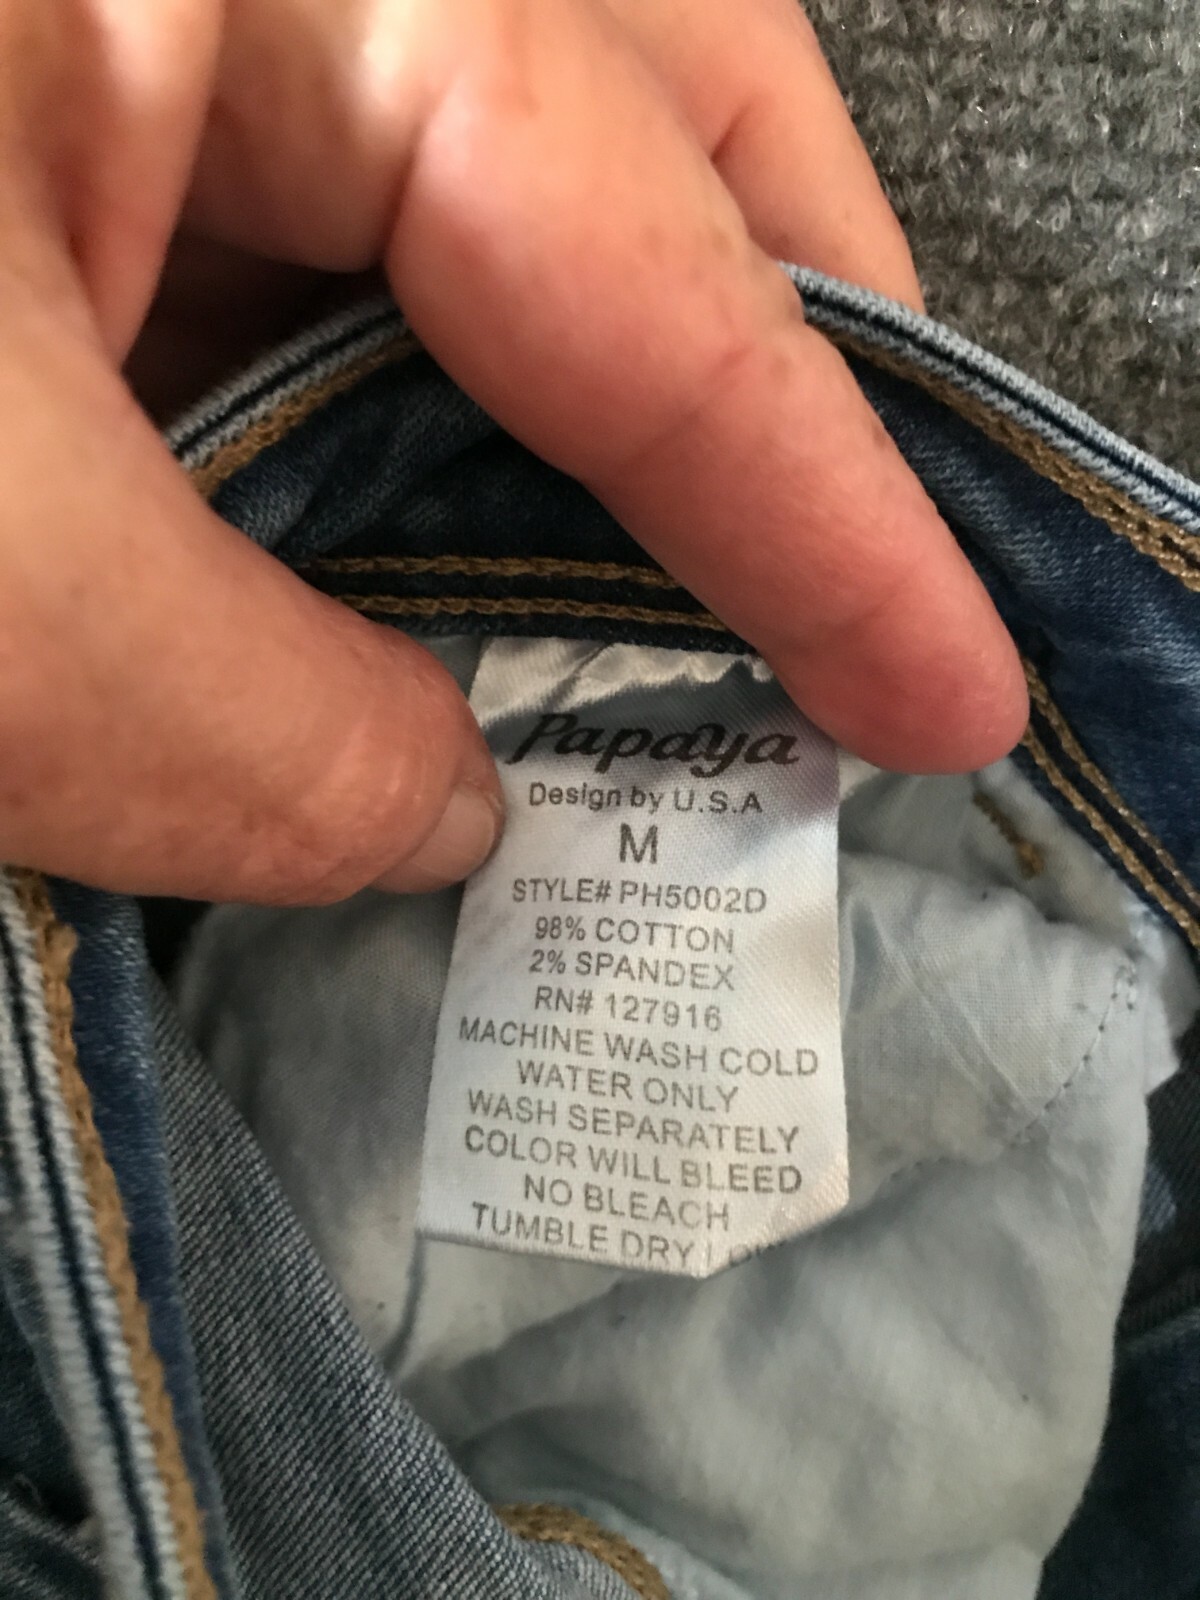 Papaya
Design by U.S.A
M
STYLE# PH5002D
98% COTTON
2% SPANDEX
RN# 127916
MACHINE WASH COLD
WATER ONLY
WASH SEPARATELY
COLOR WILL BLEED
NO BLEACH
TUMBLE DRY LOW